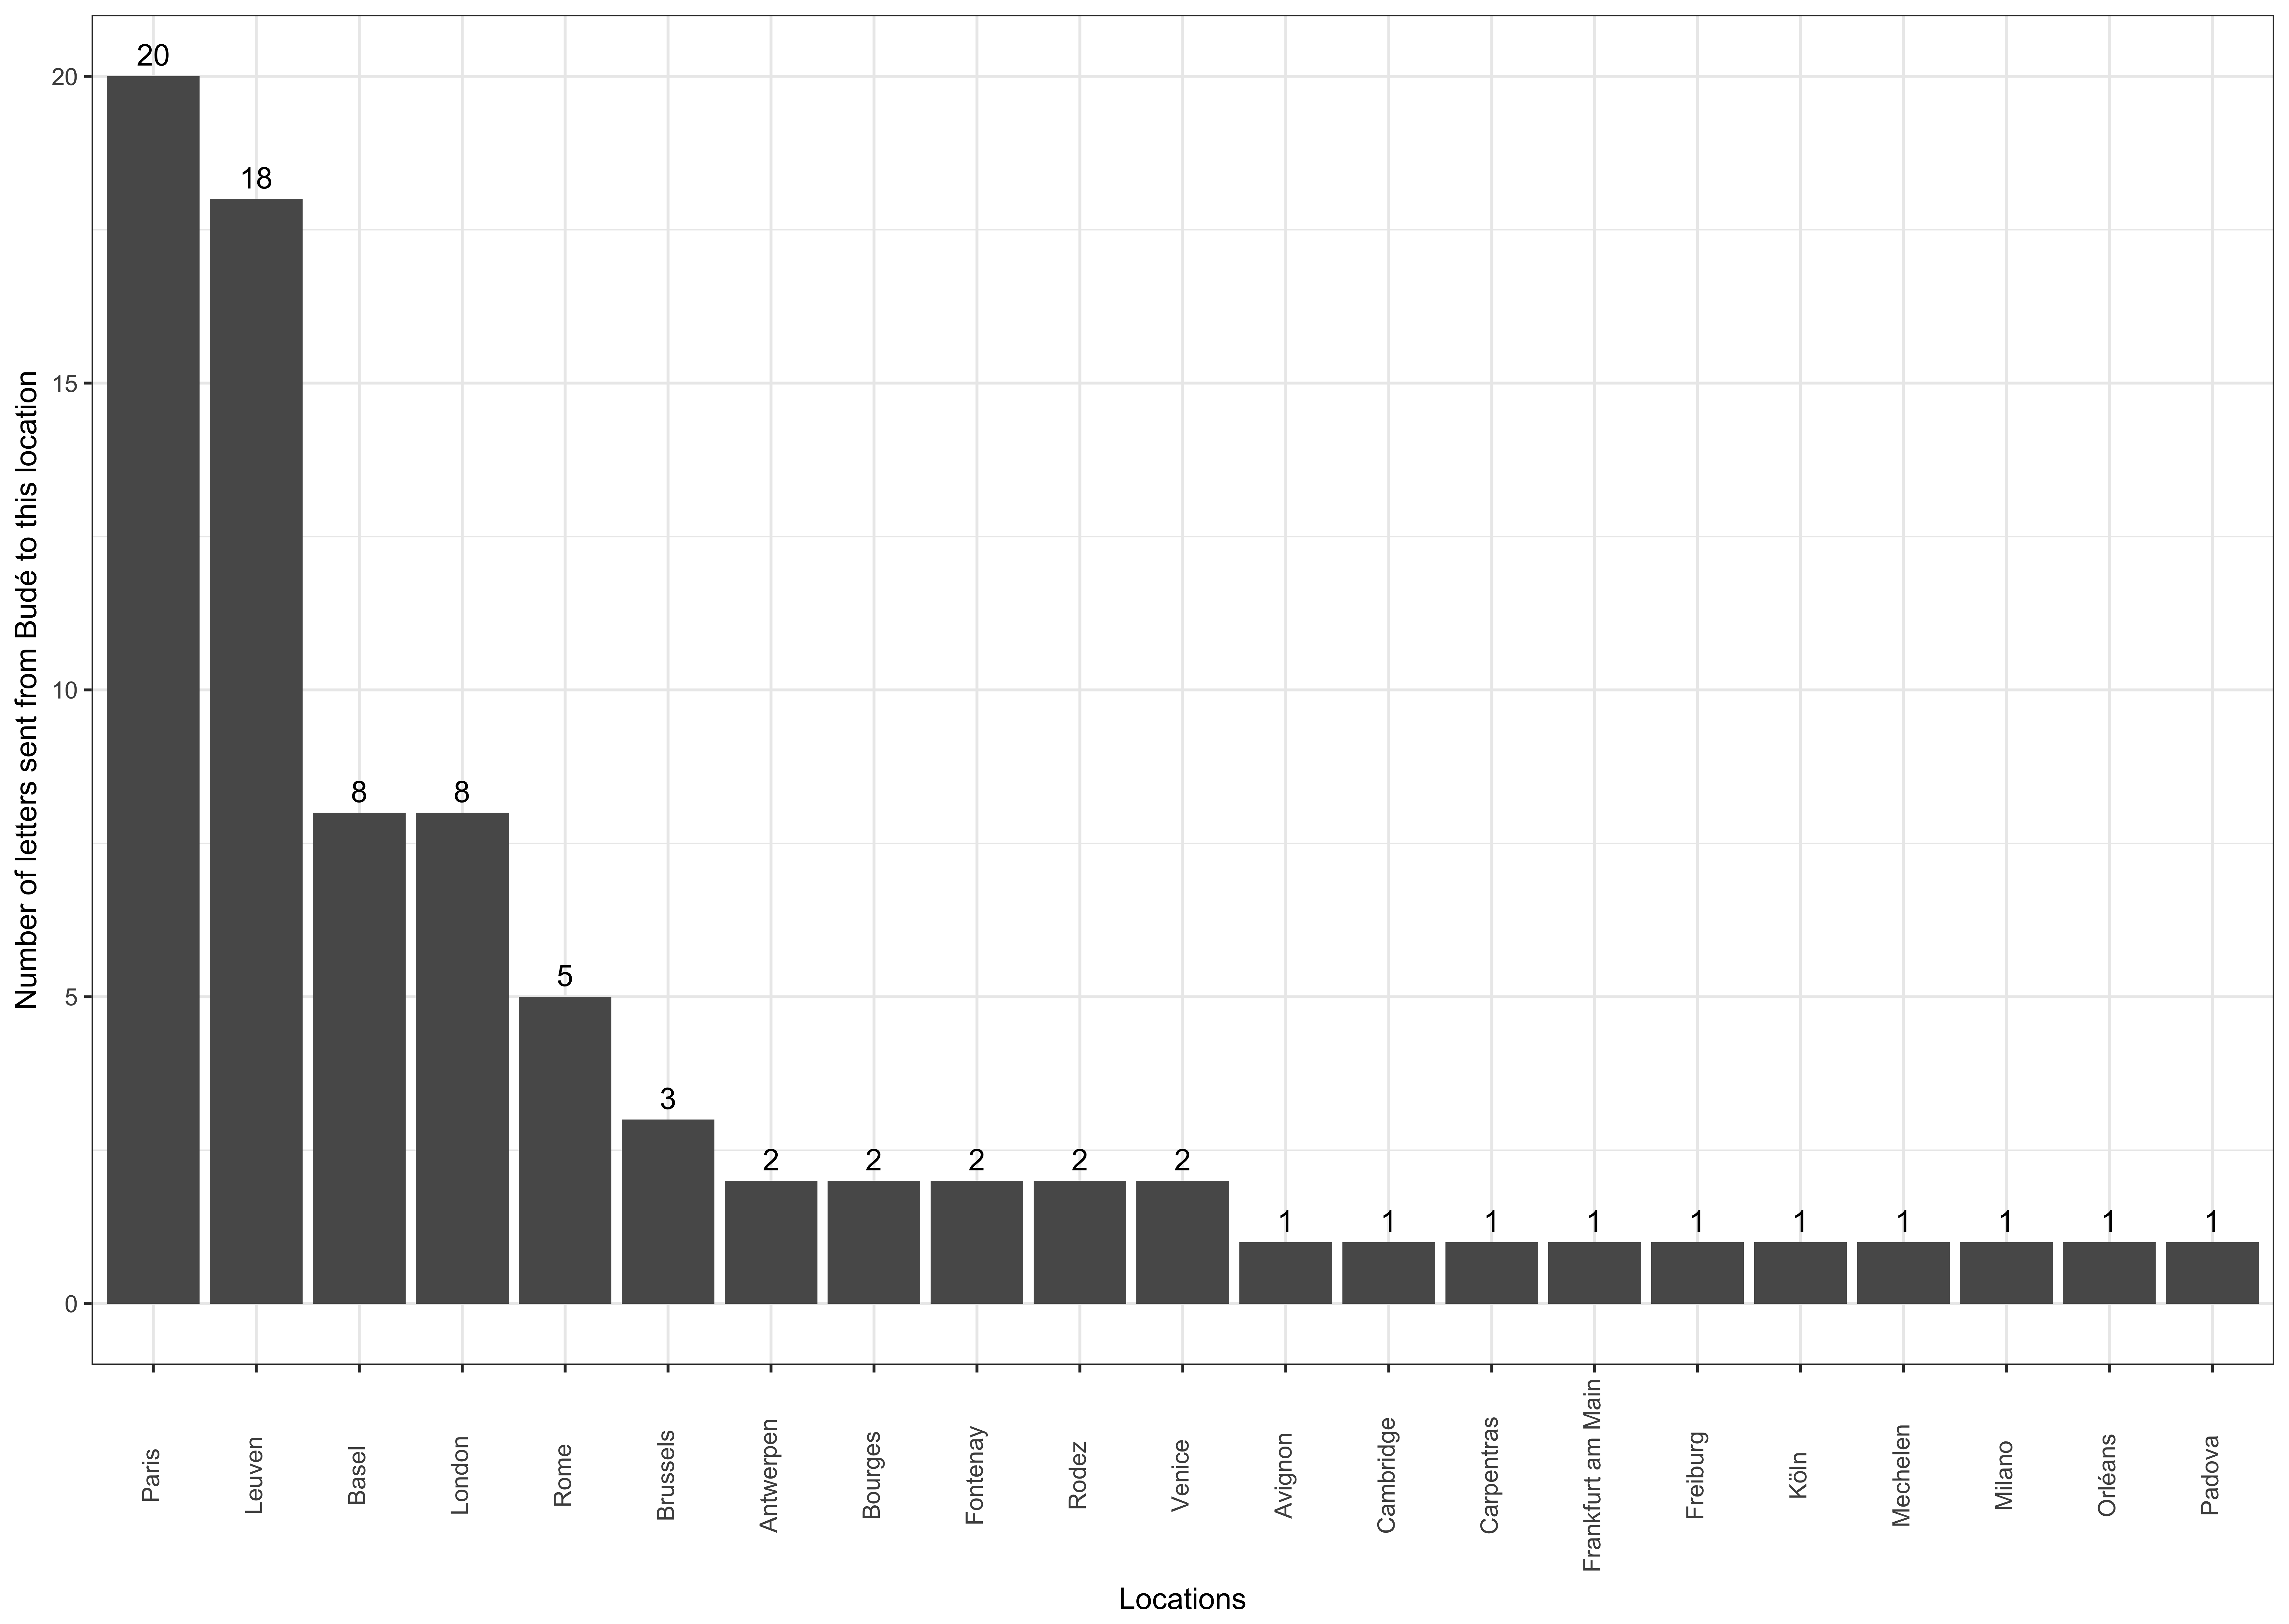 Number of letters sent from Budé to this location
20
15
10
5
0
20
18
8
8
5
3
2
2
2
2
2
1
1
1
1
1
1
1
1
1
1
Paris
Leuven
Basel
London
Rome
Brussels
Antwerpen
Bourges
Fontenay
Rodez
Venice
Avignon
Cambridge
Carpentras
Frankfurt am Main
Freiburg
Köln
Mechelen
Milano
Orléans
Padova
Locations